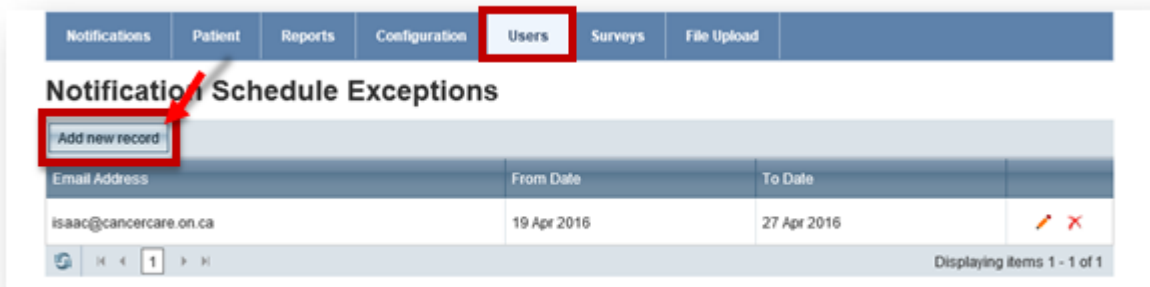 Notifications Patient Reports Configuration Users Surveys File Upload
Notification Schedule Exceptions
Add new record
Email Address From Date To Date
isaac@cancercare.on.ca 19 Apr 2016 27 Apr 2016
1 Displaying items 1 - 1 of 1